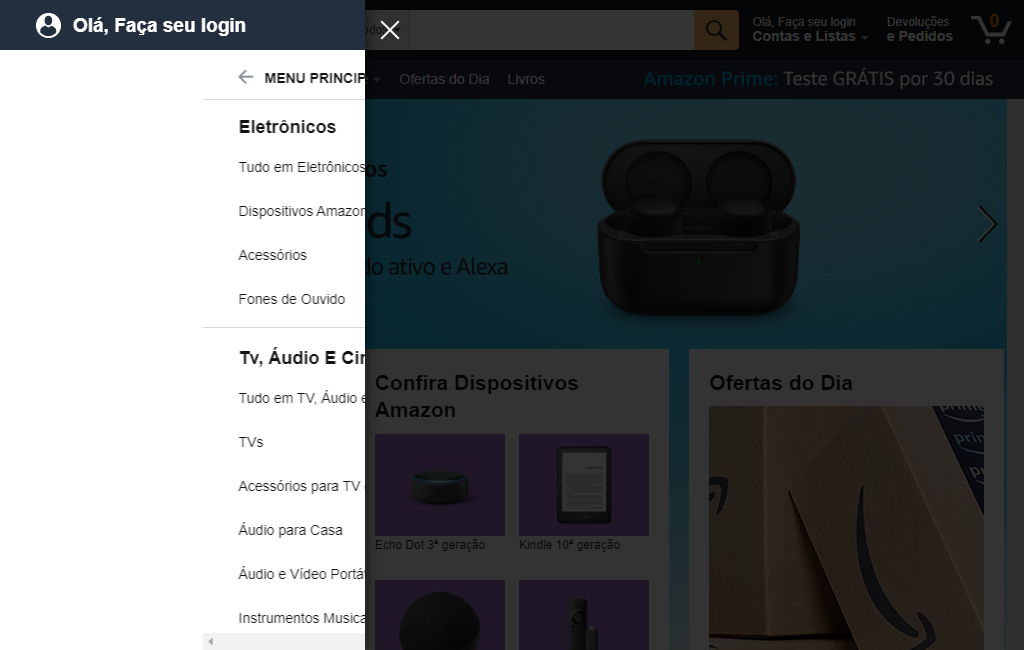 Olá, Faça seu login
Olá, Faça seu login
Contas e Listas
Devoluções
e Pedidos
0
MENU PRINCIP
Ofertas do Dia
Livros
Amazon Prime: Teste GRÁTIS por 30 dias
Eletrônicos
Tudo em Eletrônicos
Dispositivos Amazon
Acessórios
Fones de Ouvido
os
ds
do ativo e Alexa
Tv, Áudio E Cin
Tudo em TV, Áudio e
TVs
Acessórios para TV
Áudio para Casa
Áudio e Vídeo Portát
Instrumentos Musica
Confira Dispositivos
Amazon
Echo Dot 3ª geração
Kindle 10ª geração
Ofertas do Dia
prime
prim